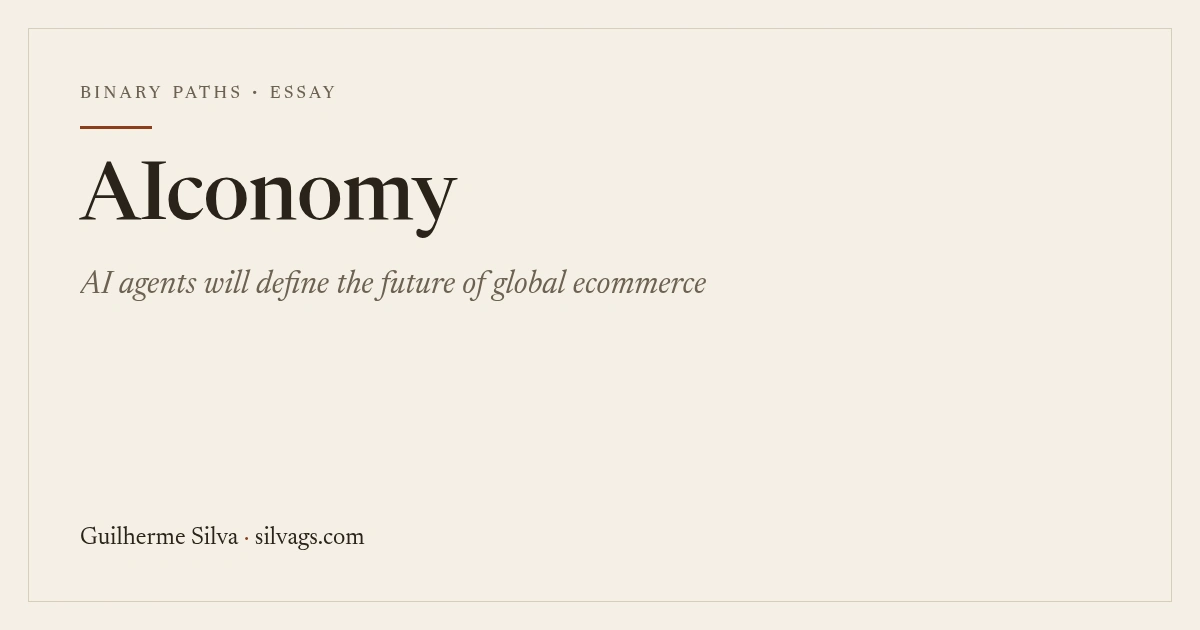 BINARY PATHS · ESSAY
AIconomy
AI agents will define the future of global ecommerce
Guilherme Silva · silvags.com